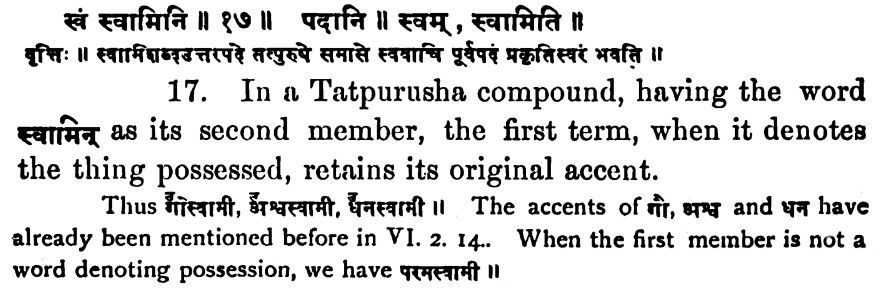 स्वं स्वामिनि ॥ १७ ॥ पदानि ॥ स्वम् , स्वामिति ॥
वृत्तिः ॥ स्वामिशब्दउत्तरपदे तत्पुरुषे समासे स्ववाचि पूर्वपदं प्रकृतिस्वरं भवति ॥
17. In a Tatpurusha compound, having the word
स्वामिन् as its second member, the first term, when it denotes
the thing possessed, retains its original accent.
Thus गो॑स्वामी, अ॑श्वस्वामी, ध॑नस्वामी ॥ The accents of गो, अश्व and धन have
already been mentioned before in VI. 2. 14.. When the first member is not a
word denoting possession, we have परमस्वामी ॥